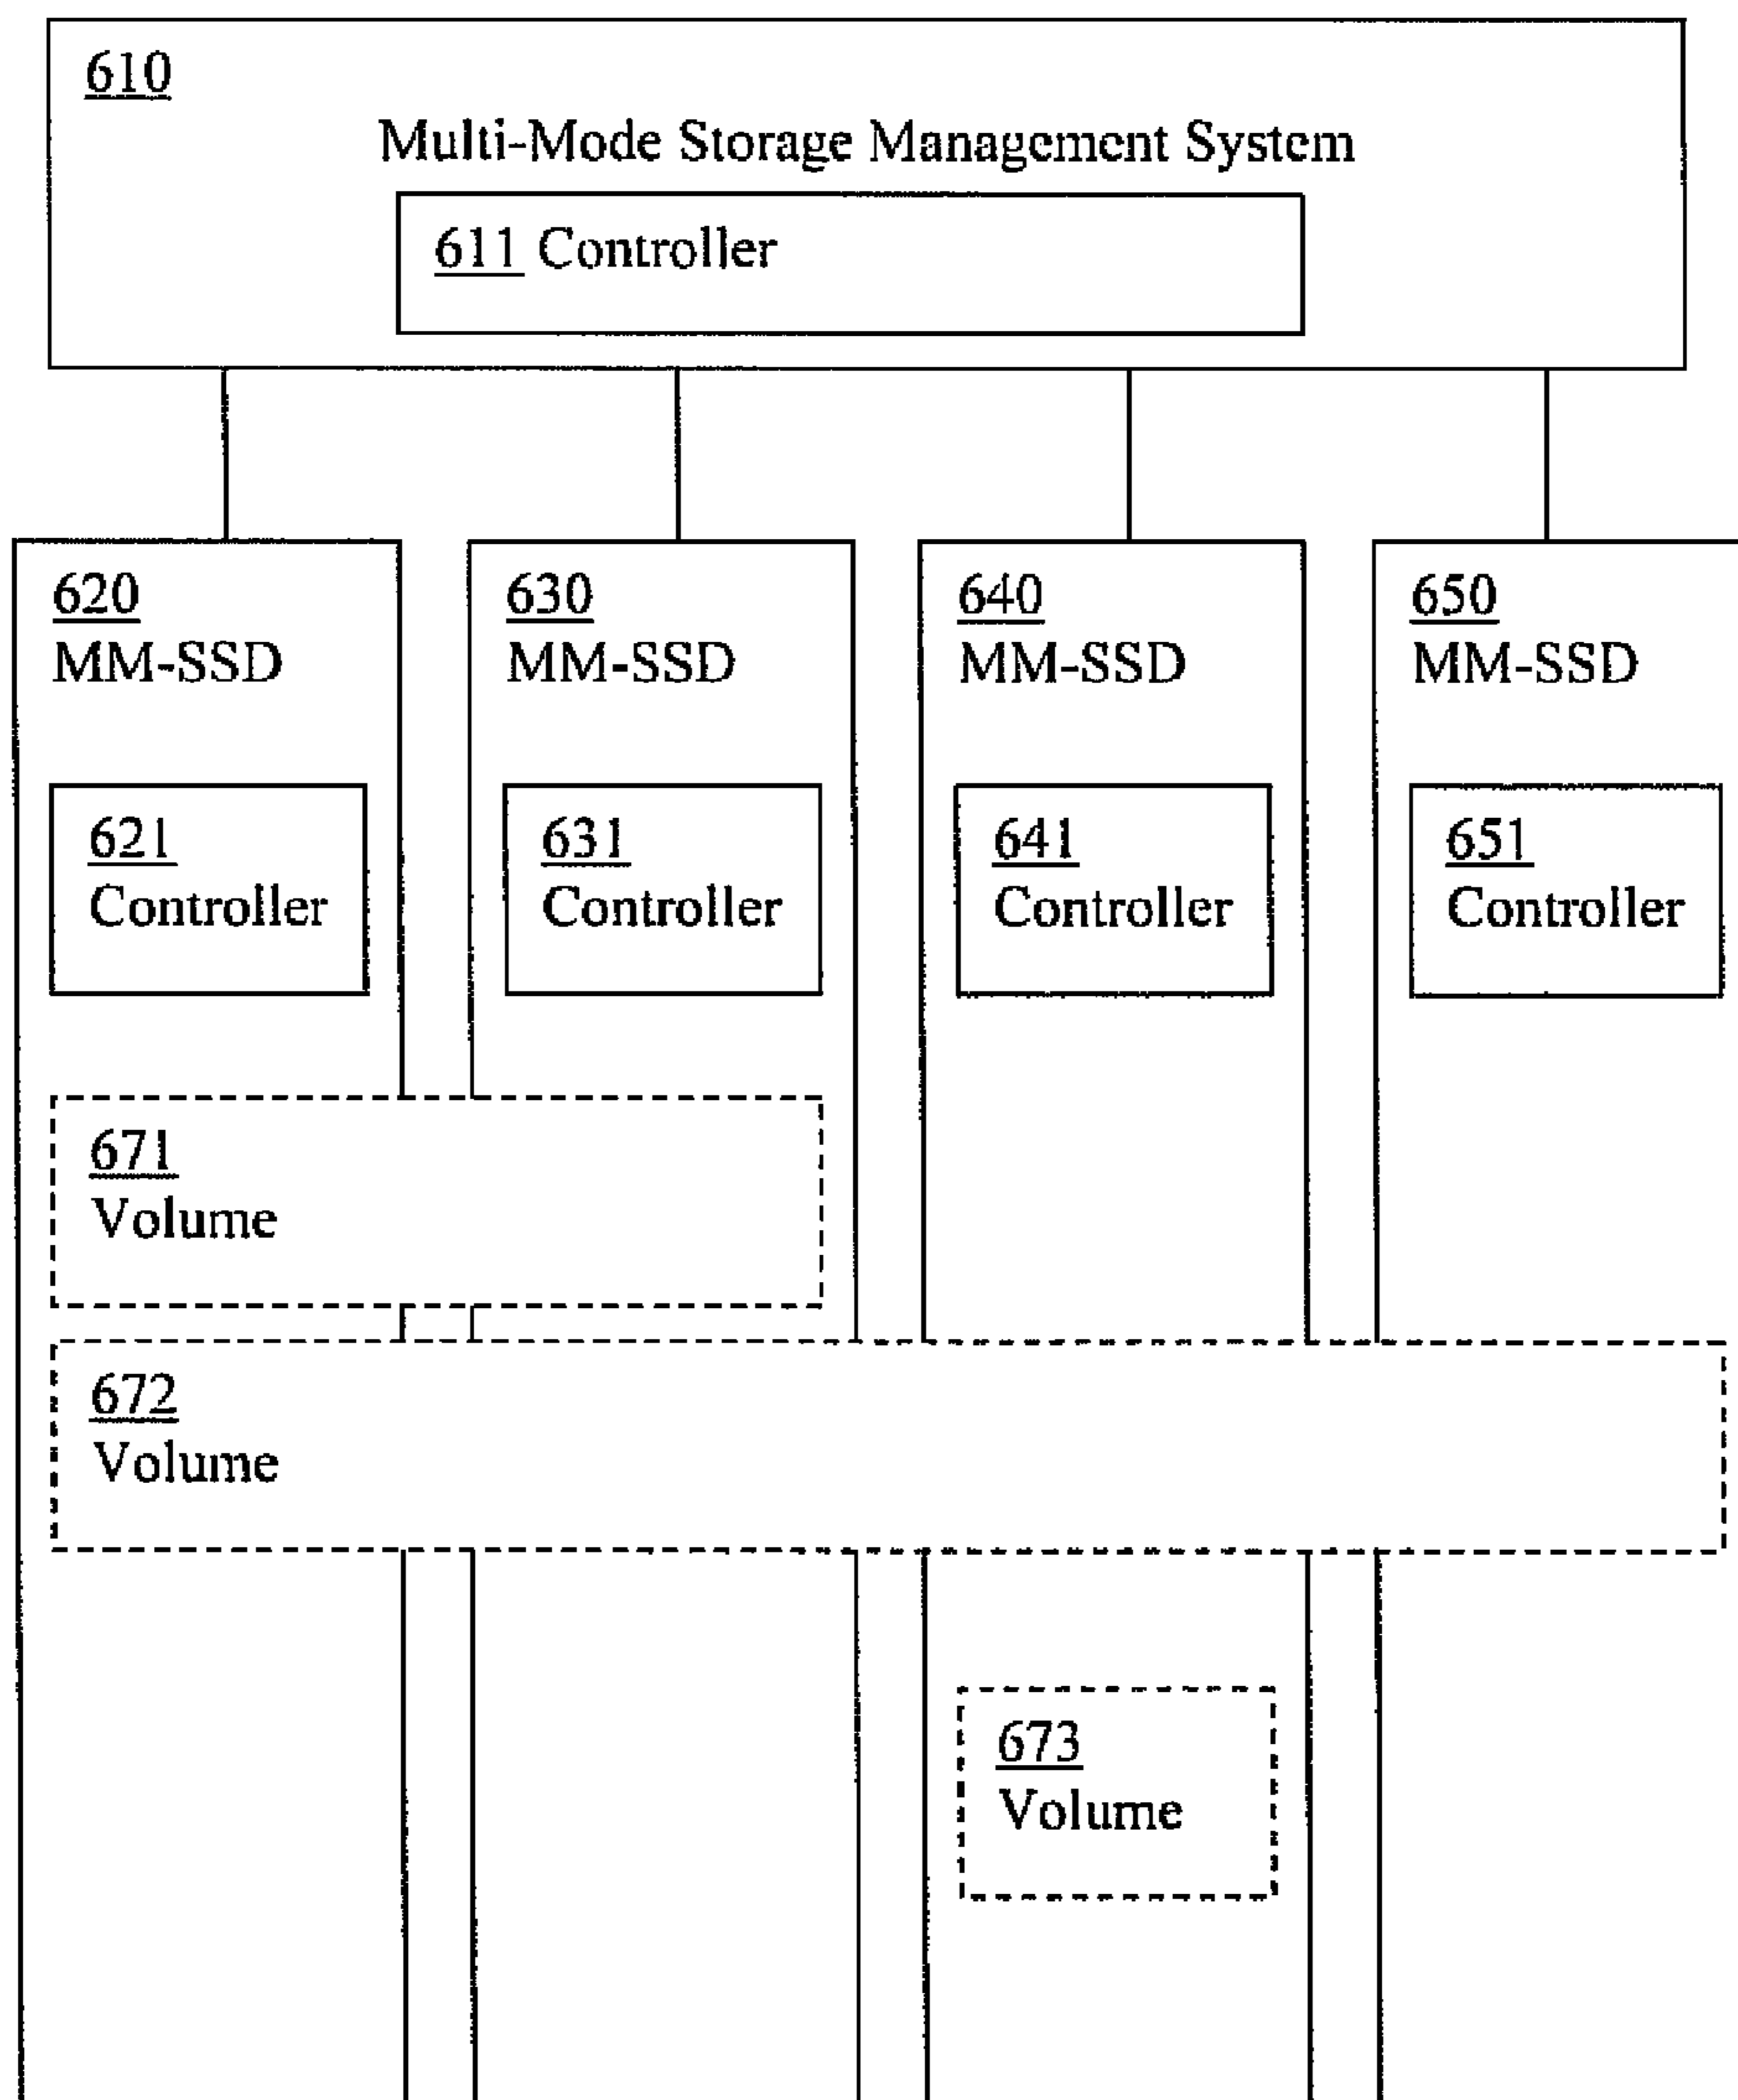 610
Multi-Mode Storage Management System
611 Controller
620
MM-SSD
630
MM-SSD
640
MM-SSD
650
MM-SSD
621
Controller
631
Controller
641
Controller
651
Controller
671
Volume
672
Volume
673
Volume